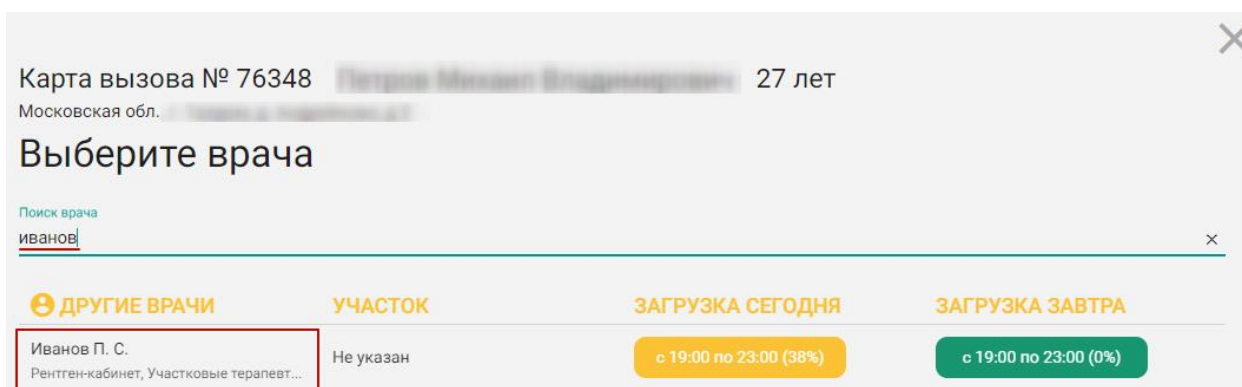 Карта вызова № 76348 27 лет
Московская обл.
Выберите врача
Поиск врача
иванов
ДРУГИЕ ВРАЧИ УЧАСТОК ЗАГРУЗКА СЕГОДНЯ ЗАГРУЗКА ЗАВТРА
Иванов П. С. Не указан с 19:00 по 23:00 (38%) с 19:00 по 23:00 (0%)
Рентген-кабинет, Участковые терапевт...